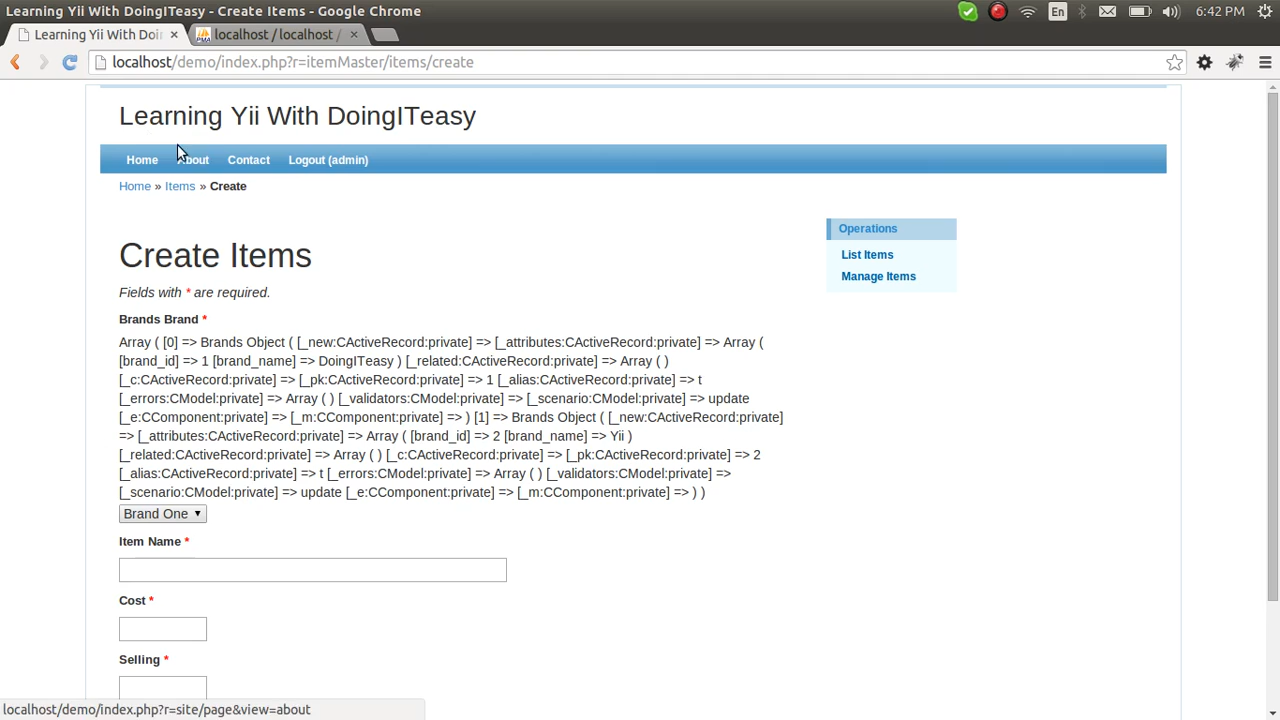 Learning Yii With DoingITeasy - Create Items - Google Chrome
En
6:42 PM
Learning Yii With Doi
localhost / localhost /
localhost/demo/index.php?r=itemMaster/items/create
Learning Yii With DoingITeasy
Home About Contact Logout (admin)
Home » Items » Create
Operations
List Items
Manage Items
Create Items
Fields with * are required.
Brands Brand *
Array ( [0] => Brands Object ( [_new:CActiveRecord:private] => [_attributes:CActiveRecord:private] => Array (
[brand_id] => 1 [brand_name] => DoingITeasy ) [_related:CActiveRecord:private] => Array ( )
[_c:CActiveRecord:private] => [_pk:CActiveRecord:private] => 1 [_alias:CActiveRecord:private] => t
[_errors:CModel:private] => Array ( ) [_validators:CModel:private] => [_scenario:CModel:private] => update
[_e:CComponent:private] => [_m:CComponent:private] => ) [1] => Brands Object ( [_new:CActiveRecord:private]
=> [_attributes:CActiveRecord:private] => Array ( [brand_id] => 2 [brand_name] => Yii )
[_related:CActiveRecord:private] => Array ( ) [_c:CActiveRecord:private] => [_pk:CActiveRecord:private] => 2
[_alias:CActiveRecord:private] => t [_errors:CModel:private] => Array ( ) [_validators:CModel:private] =>
[_scenario:CModel:private] => update [_e:CComponent:private] => [_m:CComponent:private] => ) )
Brand One
Item Name *
Cost *
Selling *
localhost/demo/index.php?r=site/page&view=about